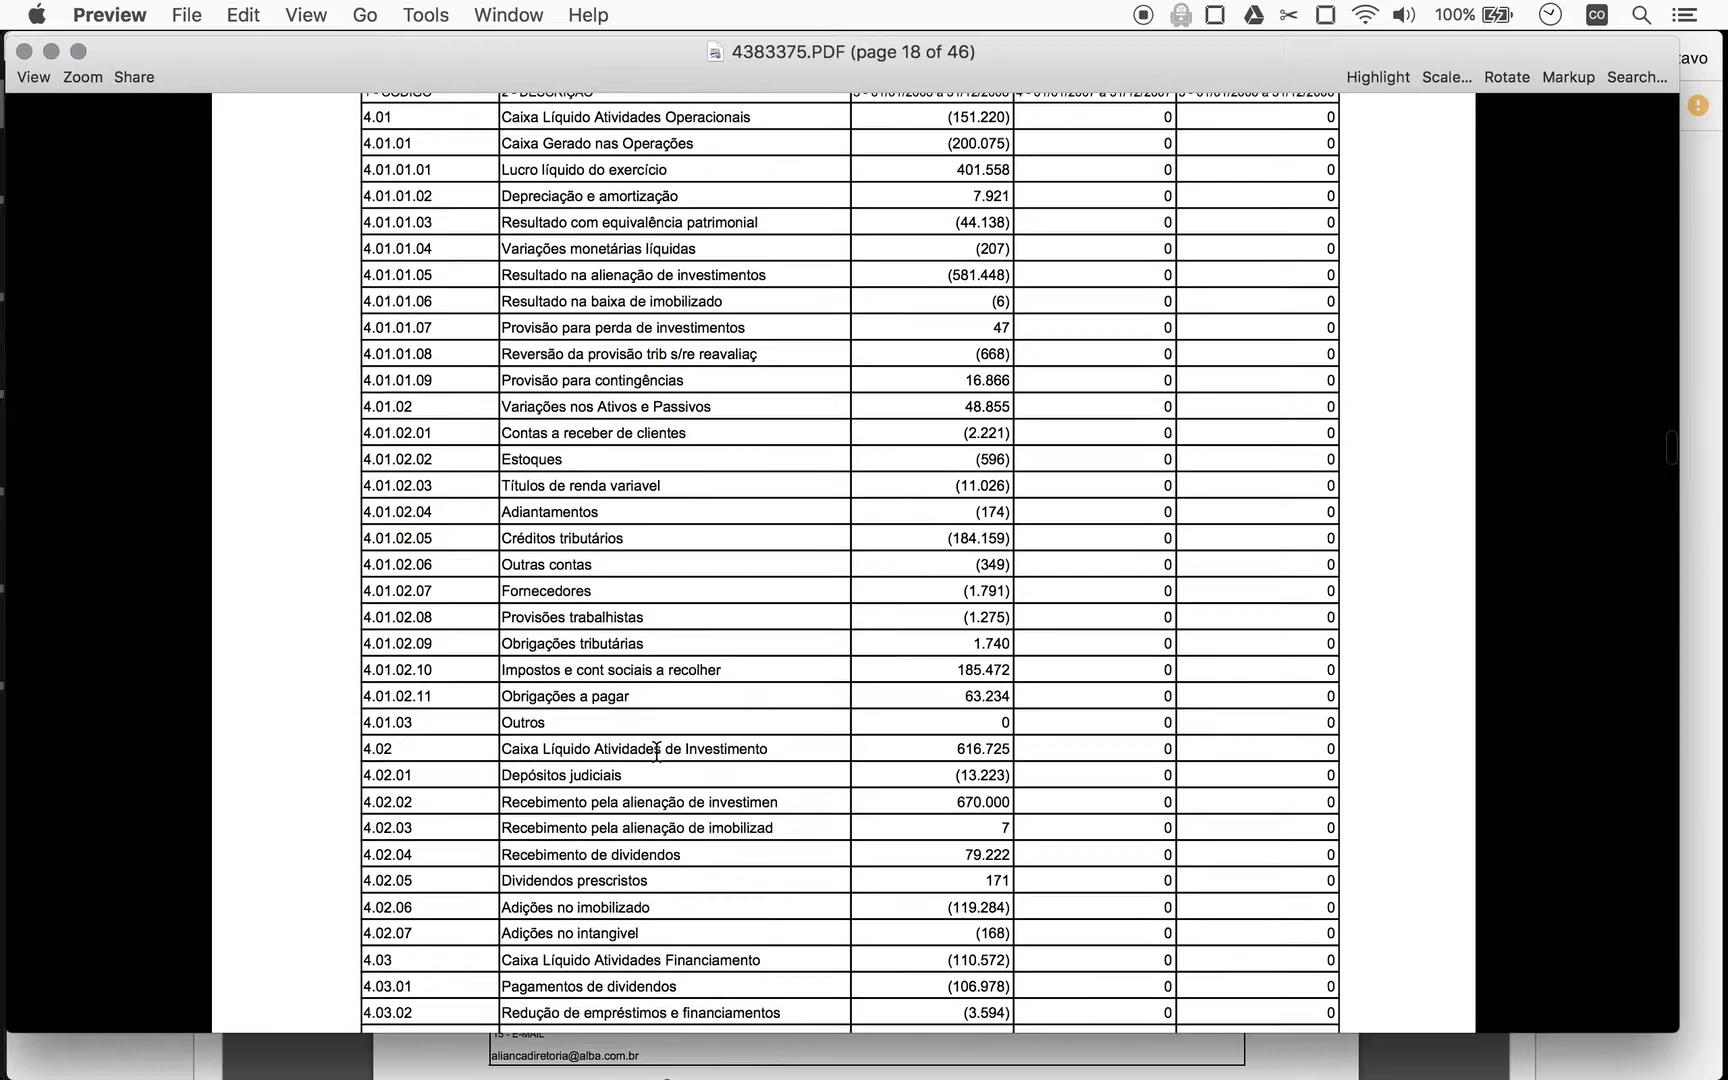 Preview File Edit View Go Tools Window Help 100% CO
4383375.PDF (page 18 of 46)
tavo
View Zoom Share Highlight Scale... Rotate Markup Search...
4.01 Caixa Líquido Atividades Operacionais (151.220) 0 0
4.01.01 Caixa Gerado nas Operações (200.075) 0 0
4.01.01.01 Lucro líquido do exercício 401.558 0 0
4.01.01.02 Depreciação e amortização 7.921 0 0
4.01.01.03 Resultado com equivalência patrimonial (44.138) 0 0
4.01.01.04 Variações monetárias líquidas (207) 0 0
4.01.01.05 Resultado na alienação de investimentos (581.448) 0 0
4.01.01.06 Resultado na baixa de imobilizado (6) 0 0
4.01.01.07 Provisão para perda de investimentos 47 0 0
4.01.01.08 Reversão da provisão trib s/re reavaliaç (668) 0 0
4.01.01.09 Provisão para contingências 16.866 0 0
4.01.02 Variações nos Ativos e Passivos 48.855 0 0
4.01.02.01 Contas a receber de clientes (2.221) 0 0
4.01.02.02 Estoques (596) 0 0
4.01.02.03 Títulos de renda variavel (11.026) 0 0
4.01.02.04 Adiantamentos (174) 0 0
4.01.02.05 Créditos tributários (184.159) 0 0
4.01.02.06 Outras contas (349) 0 0
4.01.02.07 Fornecedores (1.791) 0 0
4.01.02.08 Provisões trabalhistas (1.275) 0 0
4.01.02.09 Obrigações tributárias 1.740 0 0
4.01.02.10 Impostos e cont sociais a recolher 185.472 0 0
4.01.02.11 Obrigações a pagar 63.234 0 0
4.01.03 Outros 0 0 0
4.02 Caixa Líquido Atividades de Investimento 616.725 0 0
4.02.01 Depósitos judiciais (13.223) 0 0
4.02.02 Recebimento pela alienação de investimen 670.000 0 0
4.02.03 Recebimento pela alienação de imobilizad 7 0 0
4.02.04 Recebimento de dividendos 79.222 0 0
4.02.05 Dividendos prescristos 171 0 0
4.02.06 Adições no imobilizado (119.284) 0 0
4.02.07 Adições no intangivel (168) 0 0
4.03 Caixa Líquido Atividades Financiamento (110.572) 0 0
4.03.01 Pagamentos de dividendos (106.978) 0 0
4.03.02 Redução de empréstimos e financiamentos (3.594) 0 0
15 - E-MAIL
aliancadiretoria@alba.com.br